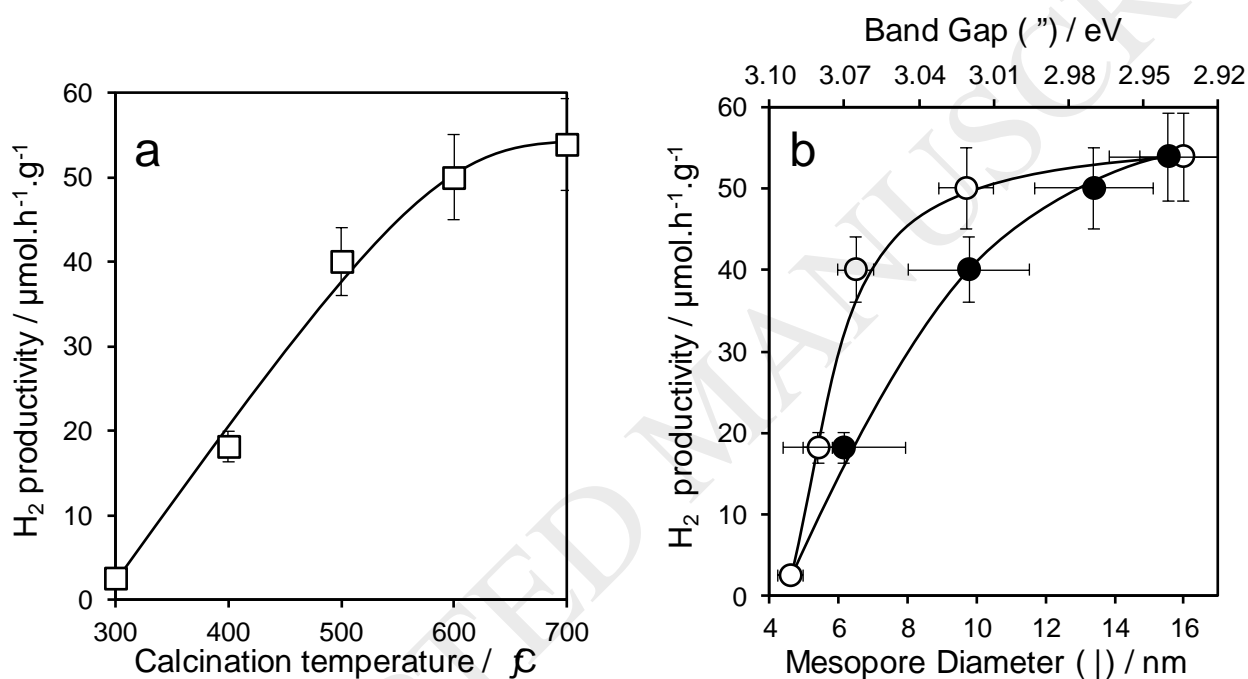 Band Gap ( ”) / eV
3.10 3.07 3.04 3.01 2.98 2.95 2.92
a
60
50
40
30
20
10
0
H₂ productivity / µmol.h⁻¹.g⁻¹
300 400 500 600 700
Calcination temperature / ƒC
b
60
50
40
30
20
10
0
H₂ productivity / µmol.h⁻¹.g⁻¹
4 6 8 10 12 14 16
Mesopore Diameter ( |) / nm
TED MANUSCR